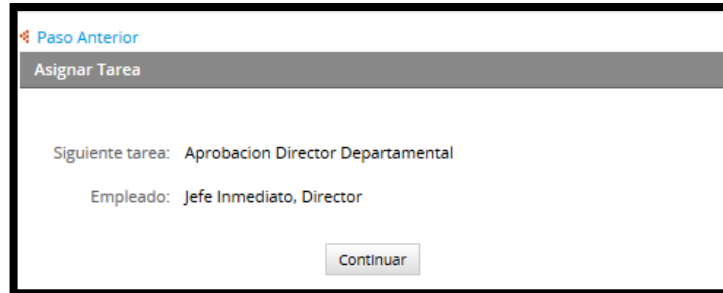 Paso Anterior
Asignar Tarea
Siguiente tarea: Aprobacion Director Departamental
Empleado: Jefe Inmediato, Director
Continuar